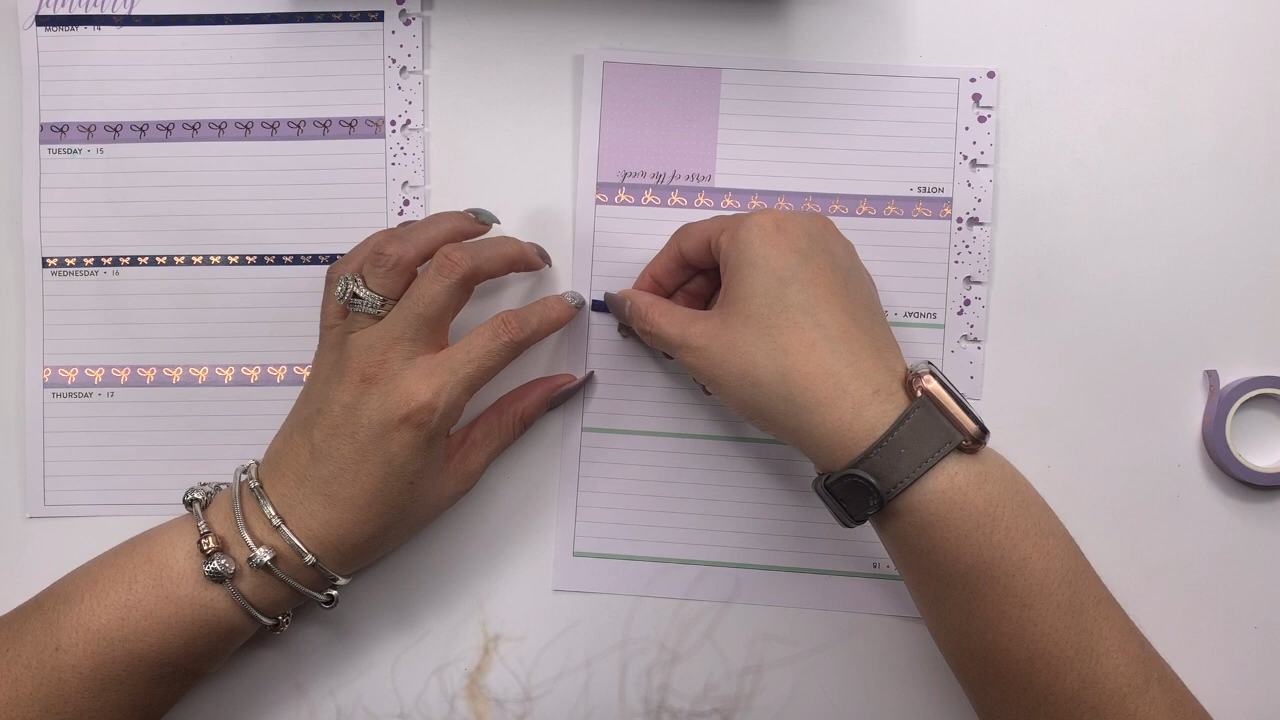 january
MONDAY • 14
TUESDAY • 15
WEDNESDAY • 16
THURSDAY • 17
verse of the week:
NOTES •
SUNDAY •
• 18